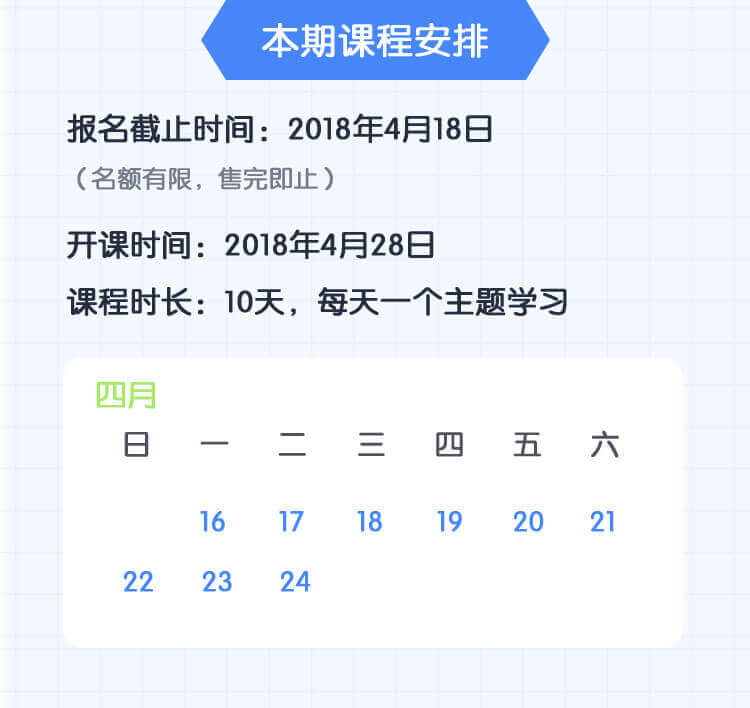 本期课程安排
报名截止时间：2018年4月18日
（名额有限，售完即止）
开课时间：2018年4月28日
课程时长：10天，每天一个主题学习
四月
日 一 二 三 四 五 六
16 17 18 19 20 21
22 23 24